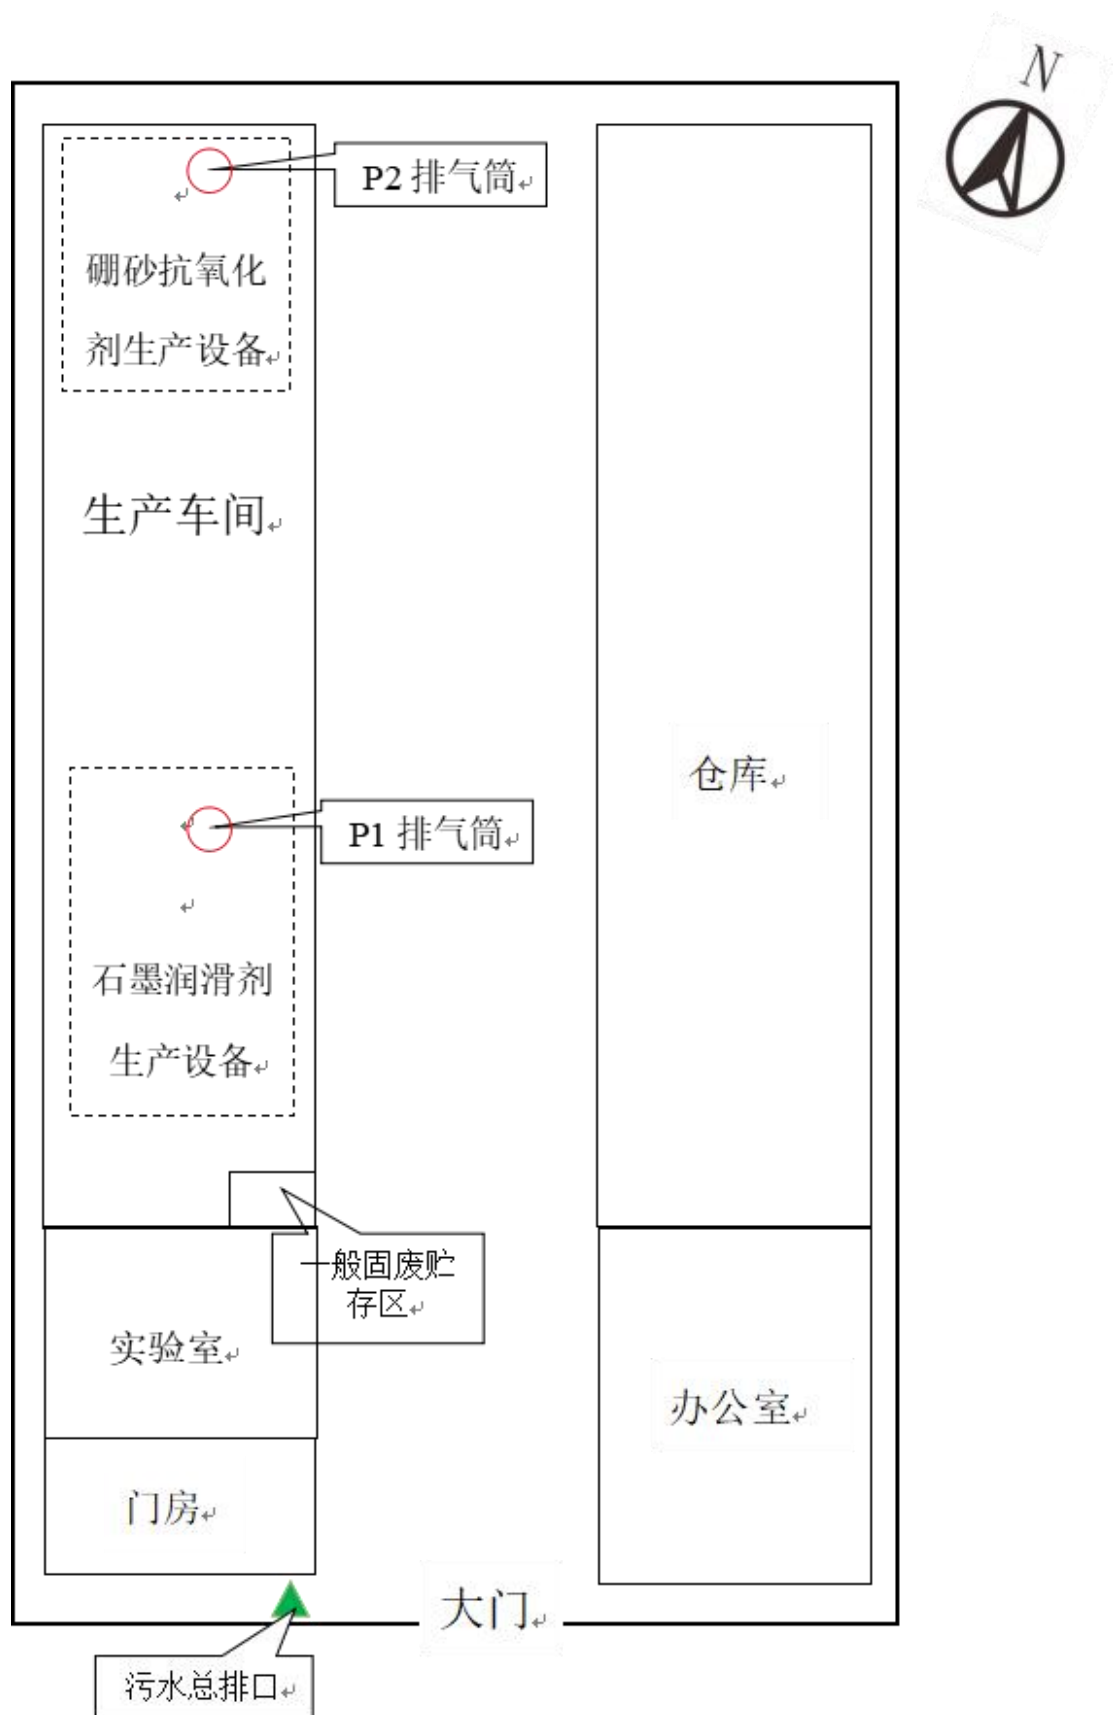 N
P2 排气筒
硼砂抗氧化
剂生产设备
生产车间
仓库
P1 排气筒
石墨润滑剂
生产设备
一般固废贮
存区
实验室
办公室
门房
大门
污水总排口